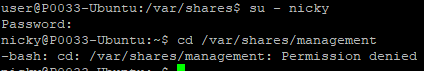 user@P0033-Ubuntu:/var/shares$ su - nicky
Password:
nicky@P0033-Ubuntu:~$ cd /var/shares/management
-bash: cd: /var/shares/management: Permission denied
nicky@P0033-Ubuntu:~$